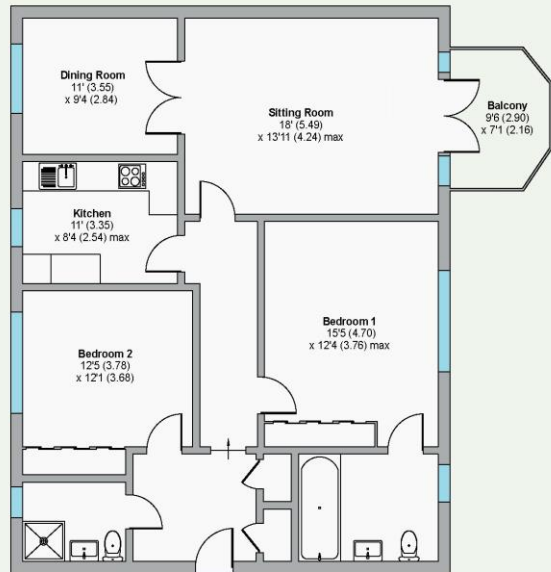 Dining Room
11' (3.55)
x 9'4 (2.84)
Sitting Room
18' (5.49)
x 13'11 (4.24) max
Balcony
9'6 (2.90)
x 7'1 (2.16)
Kitchen
11' (3.35)
x 8'4 (2.54) max
Bedroom 1
15'5 (4.70)
x 12'4 (3.76) max
Bedroom 2
12'5 (3.78)
x 12'1 (3.68)